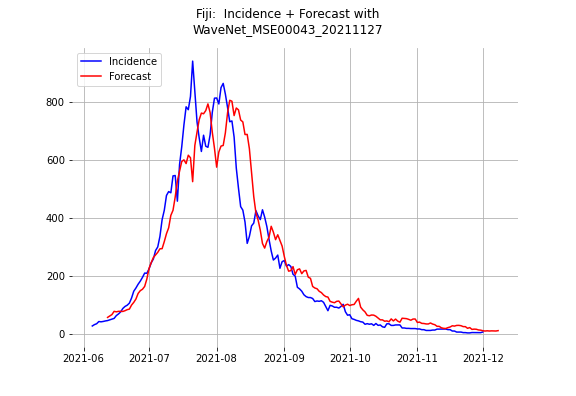 Fiji:  Incidence + Forecast with
WaveNet_MSE00043_20211127
Incidence
Forecast
800
600
400
200
0
2021-06 2021-07 2021-08 2021-09 2021-10 2021-11 2021-12